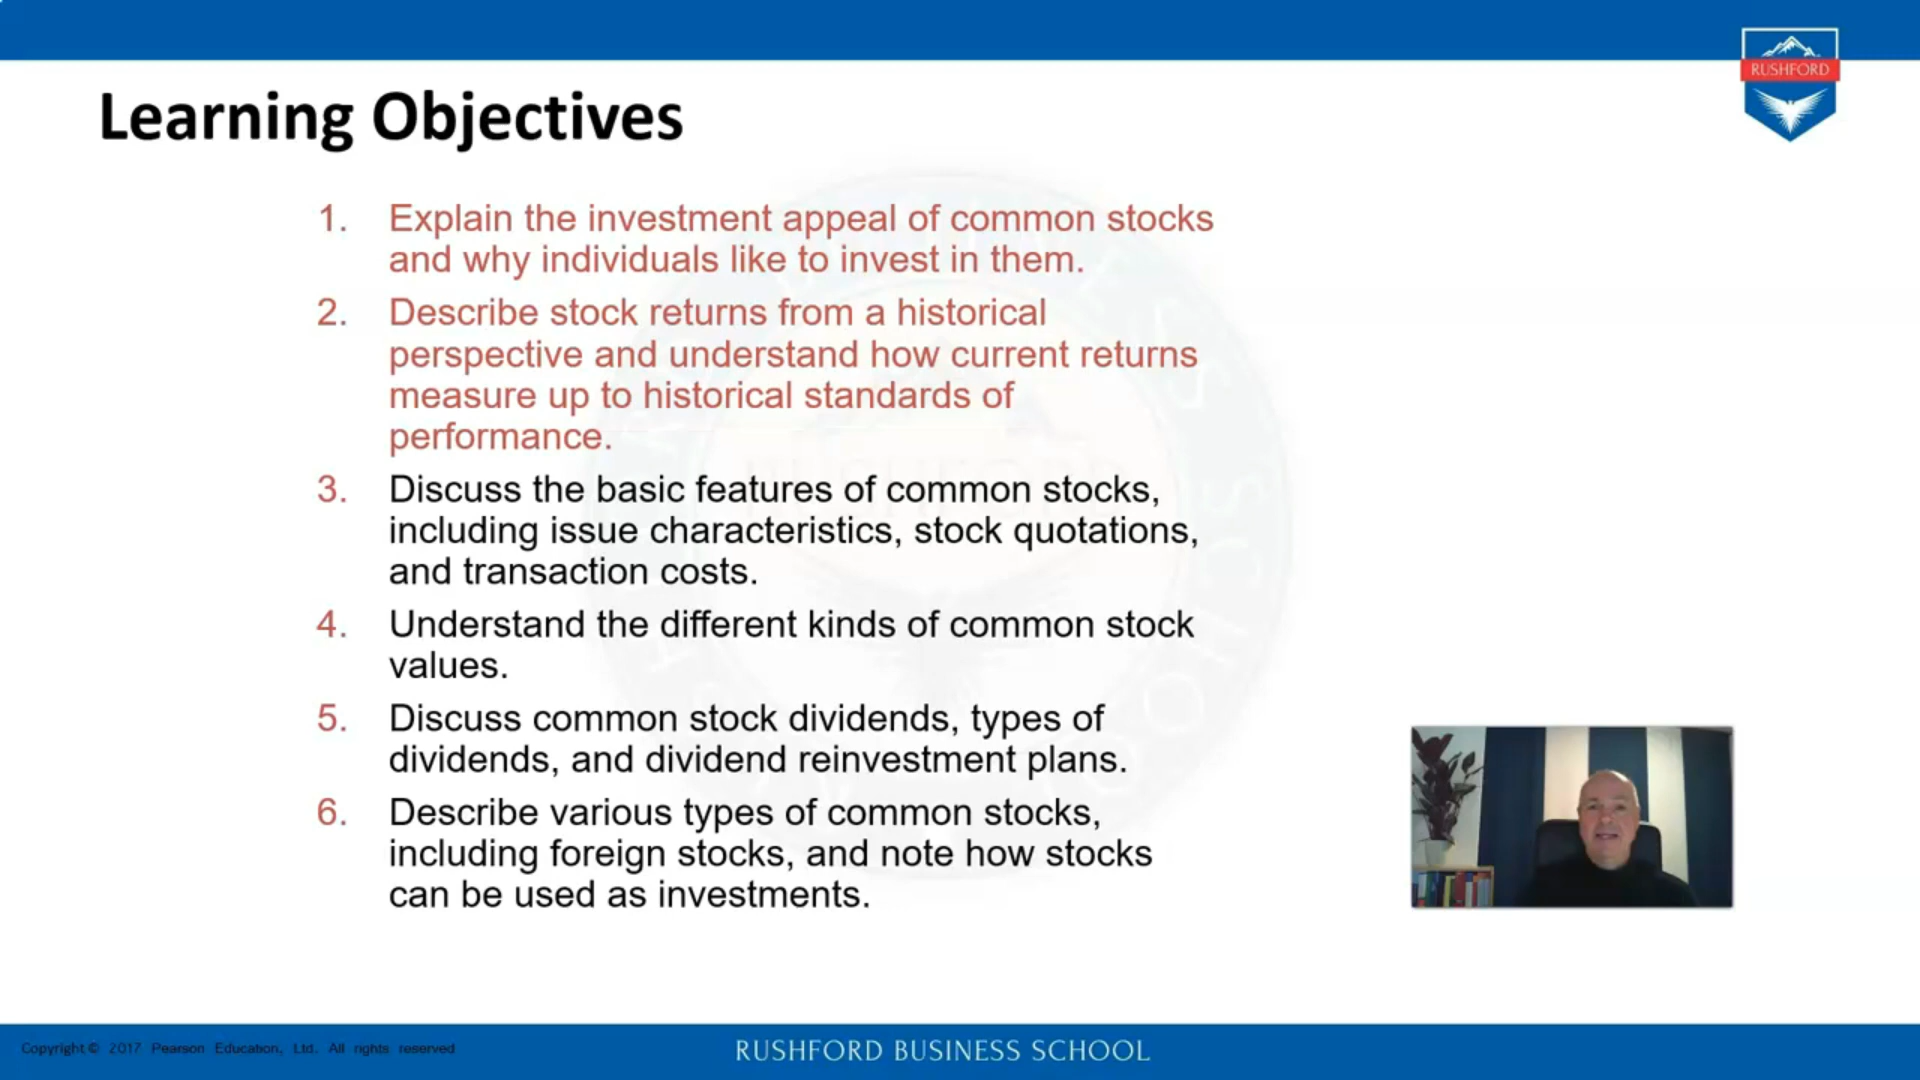 RUSHFORD
Learning Objectives
1. Explain the investment appeal of common stocks
and why individuals like to invest in them.
2. Describe stock returns from a historical
perspective and understand how current returns
measure up to historical standards of
performance.
3. Discuss the basic features of common stocks,
including issue characteristics, stock quotations,
and transaction costs.
4. Understand the different kinds of common stock
values.
5. Discuss common stock dividends, types of
dividends, and dividend reinvestment plans.
6. Describe various types of common stocks,
including foreign stocks, and note how stocks
can be used as investments.
Copyright © 2017 Pearson Education, Ltd. All rights reserved
RUSHFORD BUSINESS SCHOOL